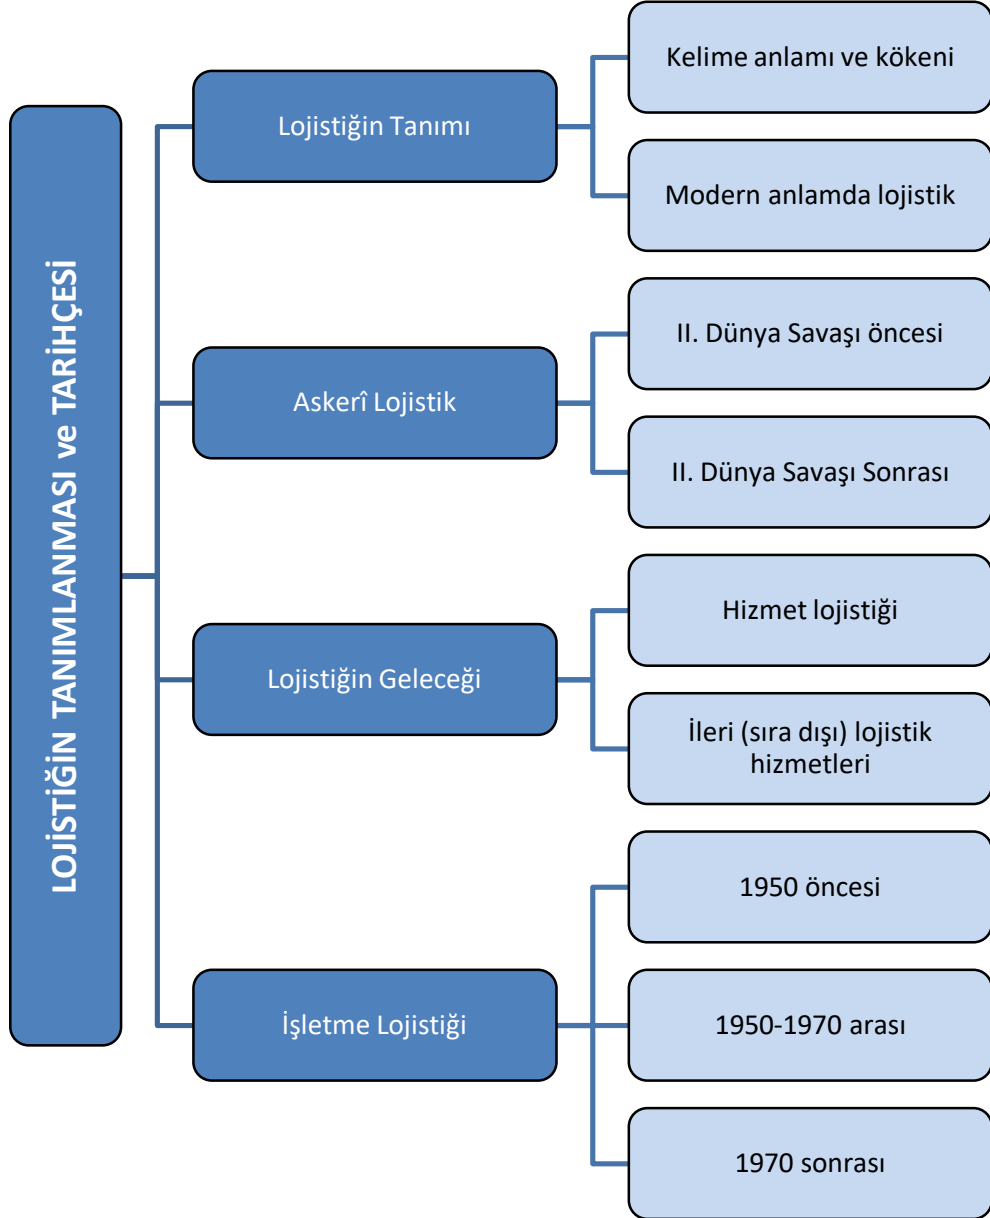 LOJİSTİĞİN TANIMLANMASI ve TARİHÇESİ
Lojistiğin Tanımı
Kelime anlamı ve kökeni
Modern anlamda lojistik
Askerî Lojistik
II. Dünya Savaşı öncesi
II. Dünya Savaşı Sonrası
Lojistiğin Geleceği
Hizmet lojistiği
İleri (sıra dışı) lojistik
hizmetleri
İşletme Lojistiği
1950 öncesi
1950-1970 arası
1970 sonrası